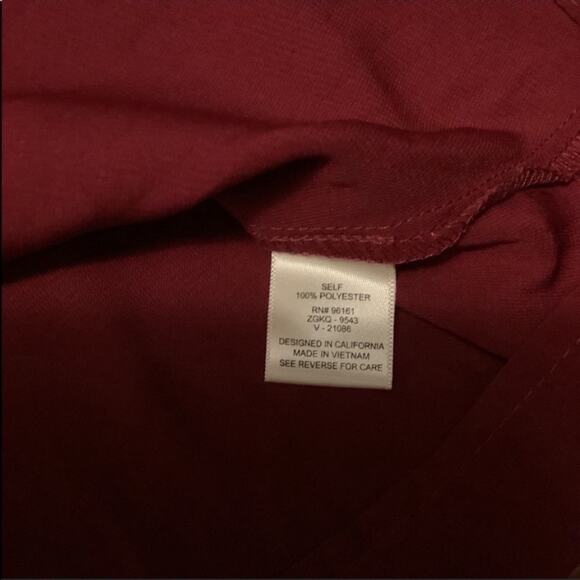 SELF
100% POLYESTER
RN# 96161
ZGKQ - 9543
V - 21086
DESIGNED IN CALIFORNIA
MADE IN VIETNAM
SEE REVERSE FOR CARE